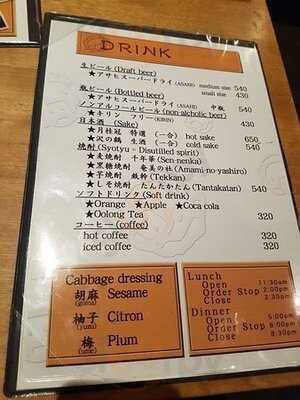 DRINK
生ビール(Draft beer)
★アサヒスーパードライ(ASAHI) medium size 540
small size 430
瓶ビール(Bottled beer)
★アサヒスーパードライ(ASAHI) 中瓶 540
ノンアルコールビール(non alcholic beer)
★キリン フリー(KIRIN) 430
日本酒 (Sake)
★月桂冠 特選 (一合) hot sake 650
★沢の鶴 生酒 (一合) cold sake 540
焼酎(Syotyu = Disutilled spirit)
★麦焼酎 千年華(Sen-nenka)
★黒糖焼酎 奄美の杜(Amami-no-yashiro)
★芋焼酎 鉄幹(Tekkan)
★しそ焼酎 たんたかたん(Tantakatan) 540
ソフトドリンク(Soft drink)
★Orange ★Apple ★Coca cola
★Oolong Tea 320
コーヒー(coffee)
hot coffee 320
iced coffee 320
Cabbage dressing
胡麻 (goma) Sesame
柚子 (yuzu) Citron
梅 (ume) Plum
Lunch
Open 11:30am
Order Stop 2:00pm
Close 2:30pm
Dinner
Open 5:00pm
Order Stop 8:00pm
Close 8:30pm